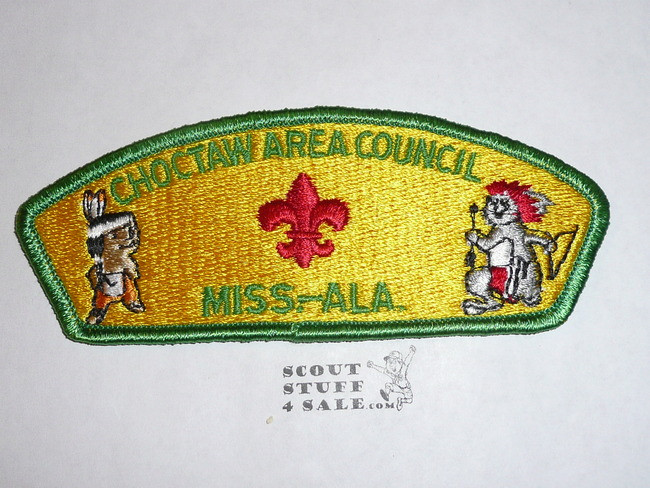 CHOCTAW AREA COUNCIL
MISS.-ALA.
SCOUT
STUFF
4 SALE.COM